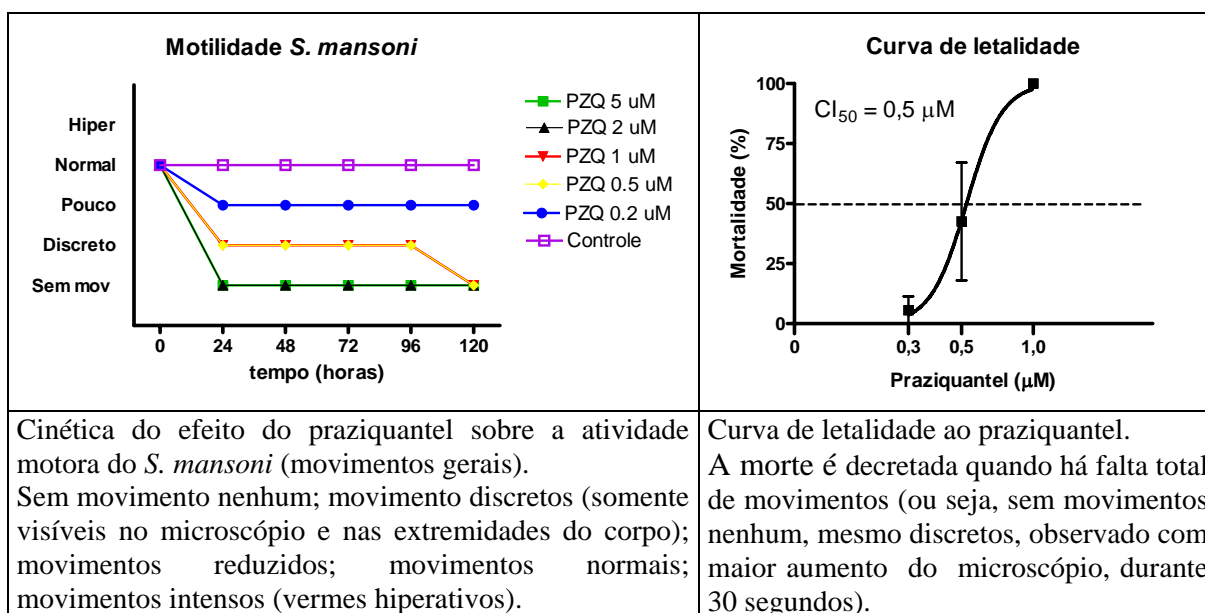 Motilidade S. mansoni
Hiper
Normal
Pouco
Discreto
Sem mov
0 24 48 72 96 120
tempo (horas)
PZQ 5 uM
PZQ 2 uM
PZQ 1 uM
PZQ 0.5 uM
PZQ 0.2 uM
Controle
Curva de letalidade
CI50 = 0,5 μM
Mortalidade (%)
100
75
50
25
0
0 0,3 0,5 1,0
Praziquantel (μM)
Cinética do efeito do praziquantel sobre a atividade
motora do S. mansoni (movimentos gerais).
Sem movimento nenhum; movimento discretos (somente
visíveis no microscópio e nas extremidades do corpo);
movimentos reduzidos; movimentos normais;
movimentos intensos (vermes hiperativos).
Curva de letalidade ao praziquantel.
A morte é decretada quando há falta total
de movimentos (ou seja, sem movimentos
nenhum, mesmo discretos, observado com
maior aumento do microscópio, durante
30 segundos).